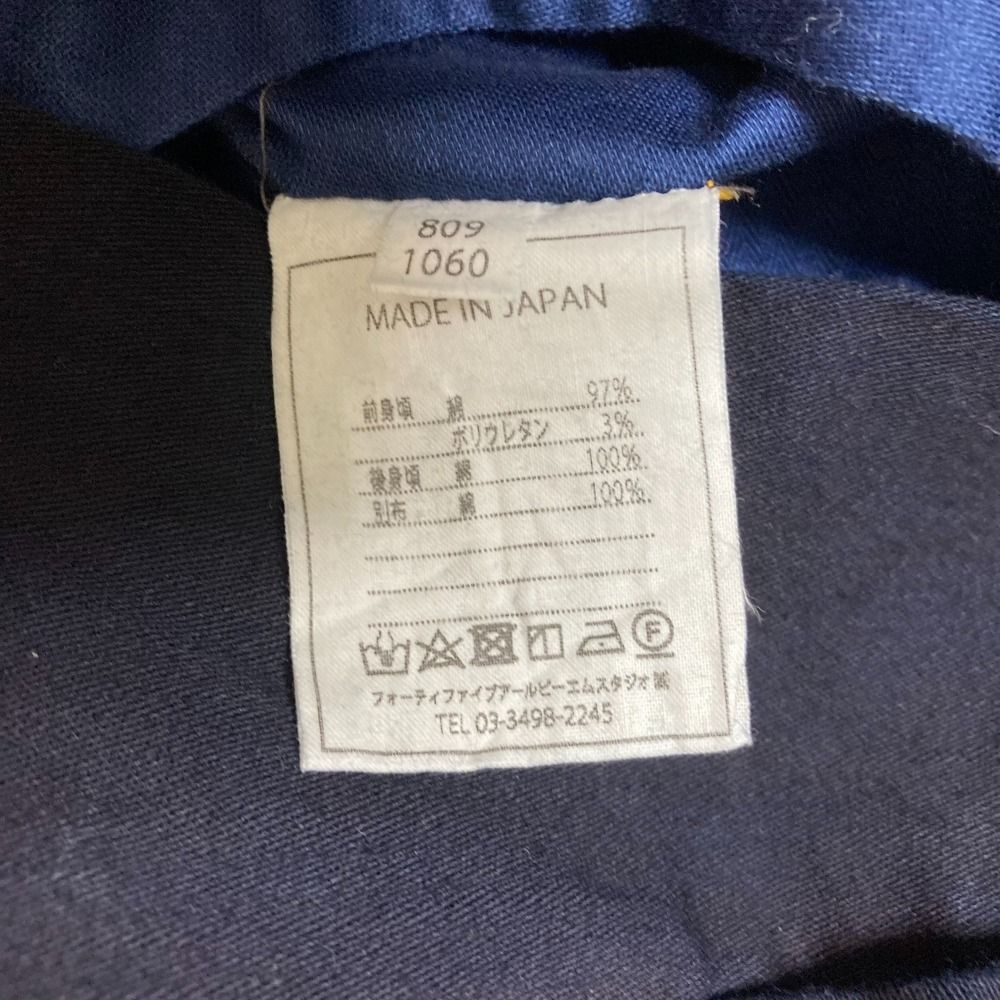 809
1060
MADE IN JAPAN
前身頃 綿 97%
ポリウレタン 3%
後身頃 綿 100%
別布 綿 100%
F
フォーティファイブアールピーエムスタジオ㈱
TEL 03-3498-2245